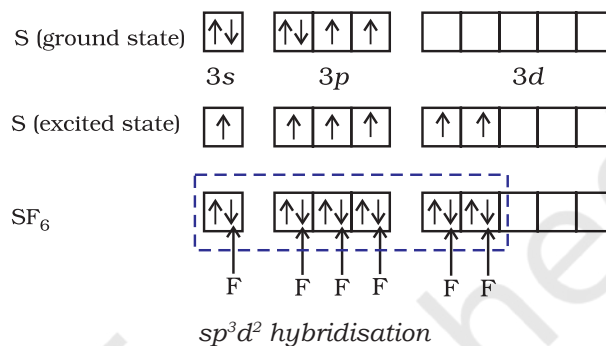 S (ground state)
3s 3p 3d
S (excited state)
SF₆
F F F F F F
sp³d² hybridisation